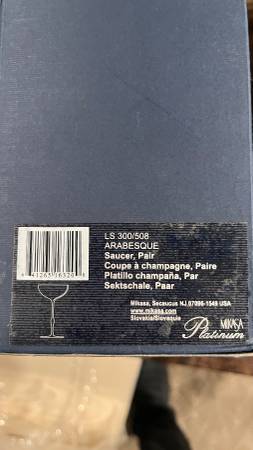 LS 300/508
ARABESQUE
Saucer, Pair
Coupe à champagne, Paire
Platillo champaña, Par
Sektschale, Paar
Mikasa, Secaucus NJ 07096-1549 USA
www.mikasa.com
Slovakia/Slovaquie
MIKASA
Platinum